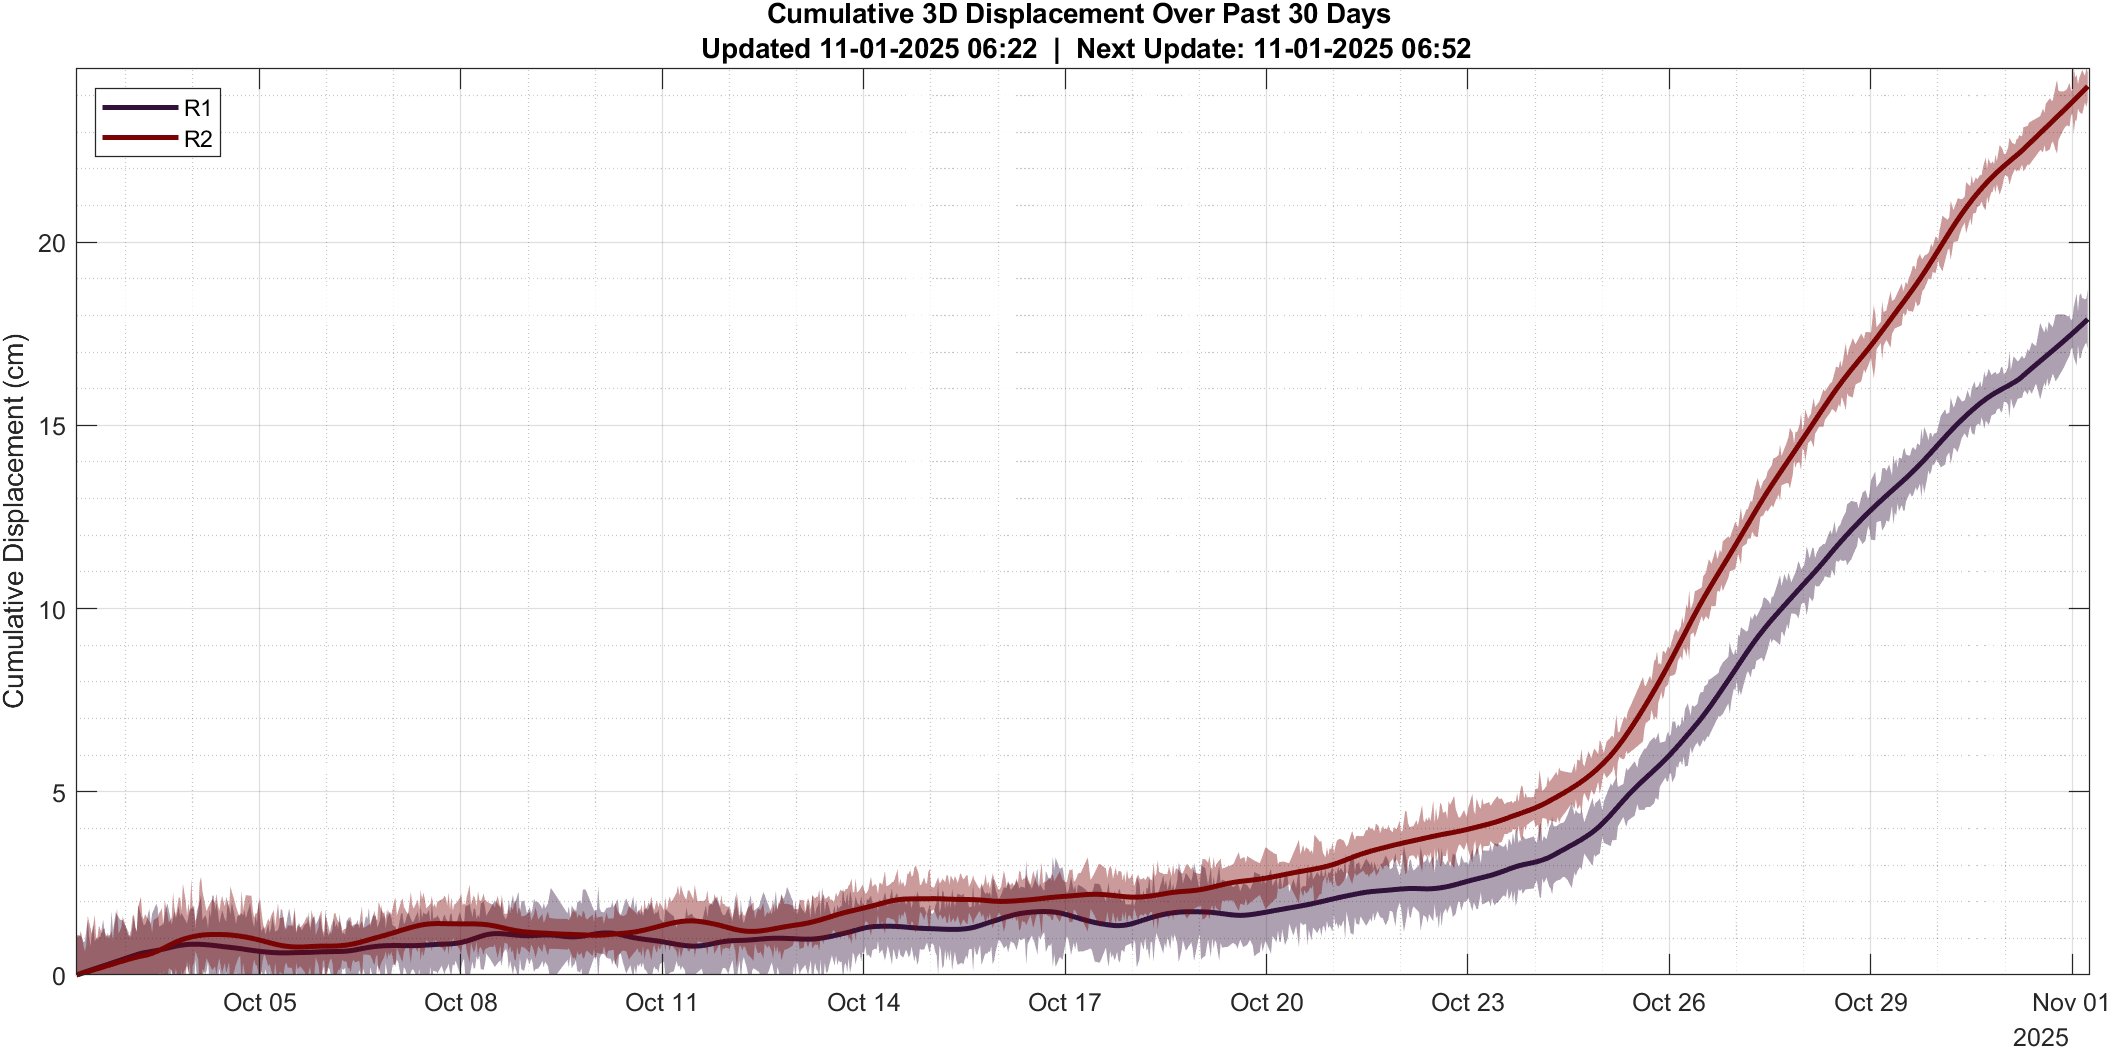 Cumulative 3D Displacement Over Past 30 Days
Updated 11-01-2025 06:22 | Next Update: 11-01-2025 06:52
R1
R2
Cumulative Displacement (cm)
20
15
10
5
0
Oct 05
Oct 08
Oct 11
Oct 14
Oct 17
Oct 20
Oct 23
Oct 26
Oct 29
Nov 01
2025